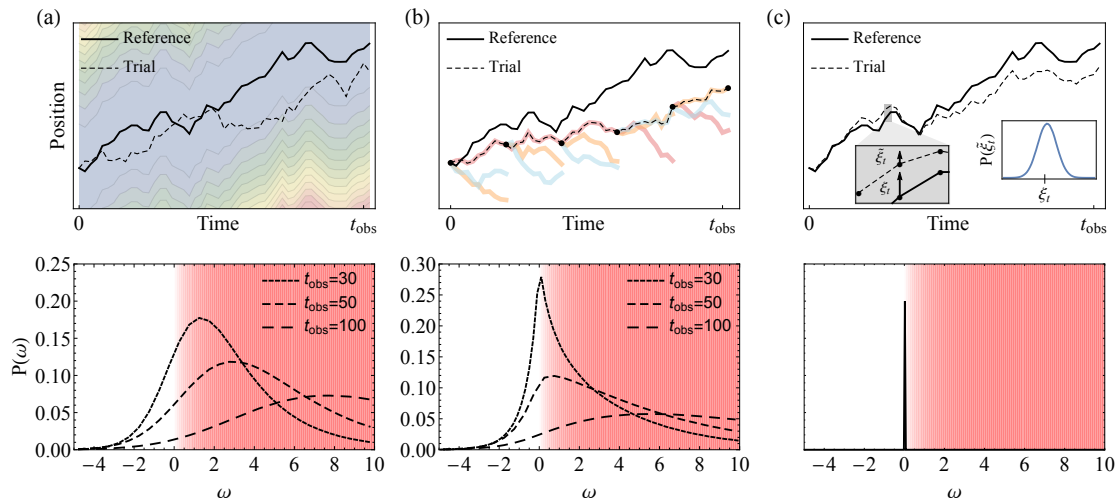 (a)
Reference
Trial
Position
0
Time
t_obs
(b)
Reference
Trial
0
Time
t_obs
(c)
Reference
Trial
ξ̃_t
ξ_t
P(ξ̃_t)
ξ_t
0
Time
t_obs
0.25
0.20
0.15
0.10
0.05
0.00
P(ω)
t_obs=30
t_obs=50
t_obs=100
−4 −2 0 2 4 6 8 10
ω
0.30
0.25
0.20
0.15
0.10
0.05
0.00
t_obs=30
t_obs=50
t_obs=100
−4 −2 0 2 4 6 8 10
ω
−4 −2 0 2 4 6 8 10
ω